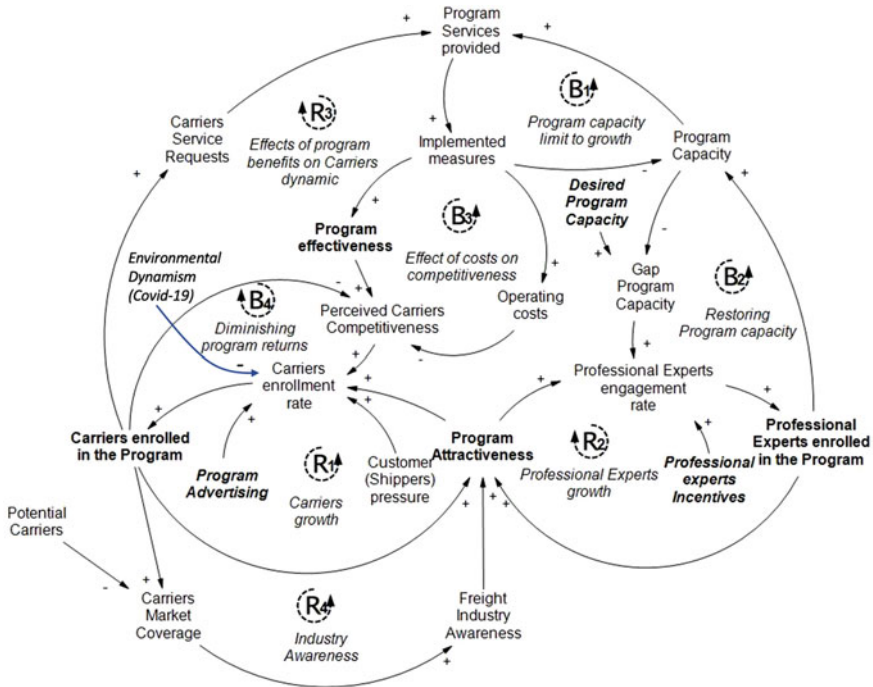 Program
Services
provided
+
+
+
R3
B1
Carriers
Service
Requests
Effects of program
benefits on Carriers
dynamic
Implemented
measures
Program capacity
limit to growth
Program
Capacity
+
+
-
+
Desired
Program
Capacity
Program
effectiveness
B3
-
Environmental
Dynamism
(Covid-19)
Effect of costs on
competitiveness
+
+
Gap
Program
Capacity
B2
B4
-
+
Diminishing
program returns
Perceived Carriers
Competitiveness
Operating
costs
Restoring
Program capacity
+
-
+
-
Carriers
enrollment
rate
+
+
+
Professional Experts
engagement
rate
+
+
+
Carriers enrolled
in the Program
Program
Attractiveness
R2
+
Professional
Experts enrolled
in the Program
Program
Advertising
R1
Customer
(Shippers)
pressure
Professional Experts
growth
Professional
experts
Incentives
Carriers
growth
Potential
Carriers
+
+
+
-
+
Carriers
Market
Coverage
R4
Freight
Industry
Awareness
Industry
Awareness
+